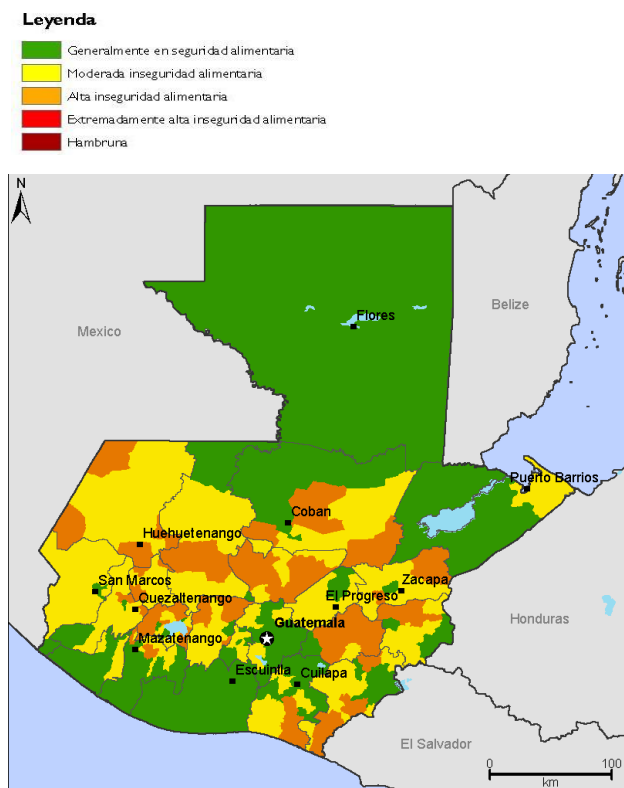 Leyenda
Generalmente en seguridad alimentaria
Moderada inseguridad alimentaria
Alta inseguridad alimentaria
Extremadamente alta inseguridad alimentaria
Hambruna
N
Flores
Belize
Mexico
Puerto Barrios
Coban
Huehuetenango
San Marcos
Zacapa
Quezaltenango
El Progreso
Guatemala
Honduras
Mazatenango
Escuintla
Cuilapa
El Salvador
0
100
km